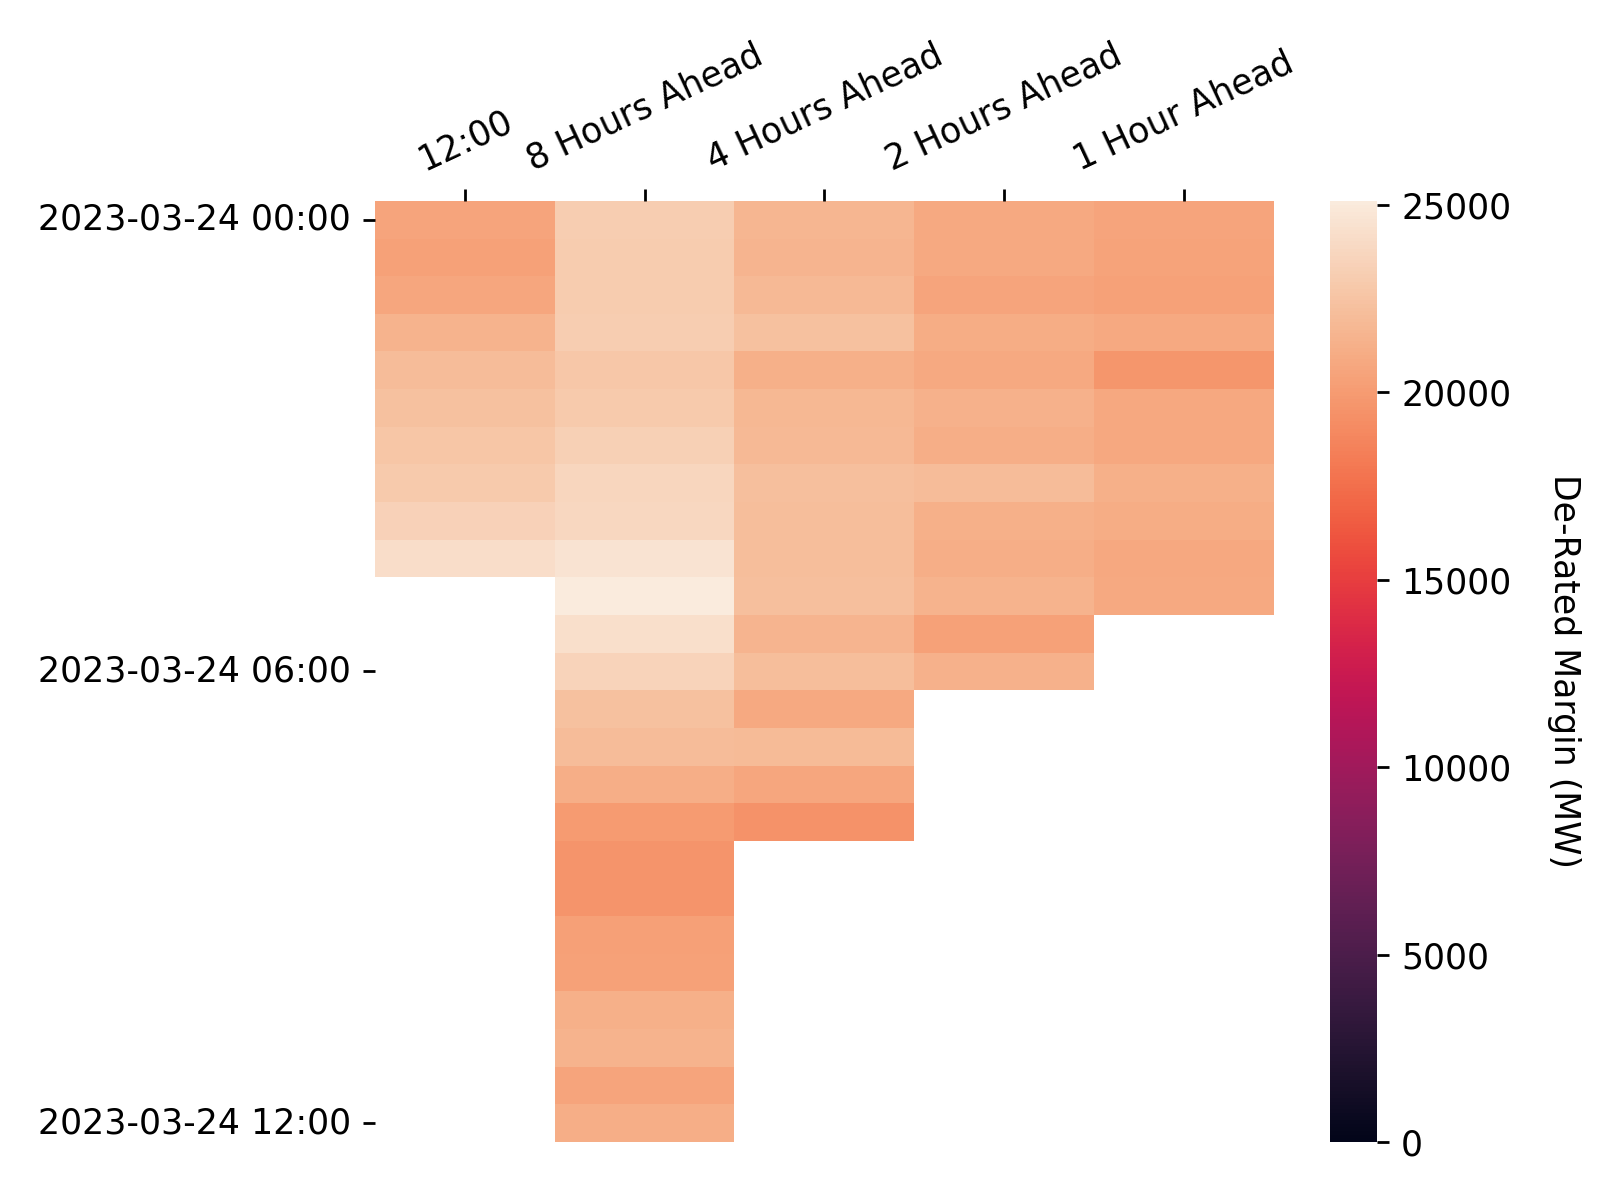 12:00
8 Hours Ahead
4 Hours Ahead
2 Hours Ahead
1 Hour Ahead
2023-03-24 00:00
2023-03-24 06:00
2023-03-24 12:00
25000
20000
15000
10000
5000
0
De-Rated Margin (MW)